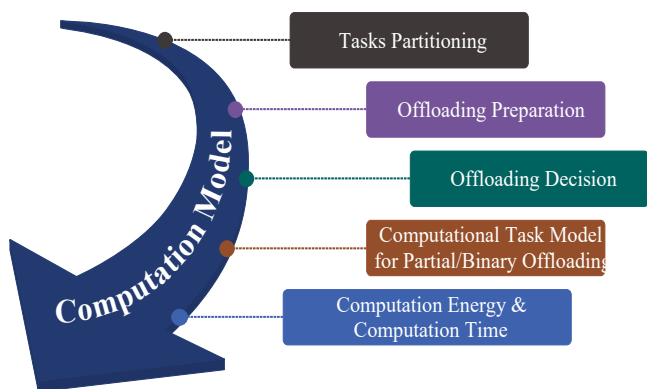 Tasks Partitioning
Offloading Preparation
Offloading Decision
Computational Task Model
for Partial/Binary Offloading
Computation Energy &
Computation Time
Computation Model